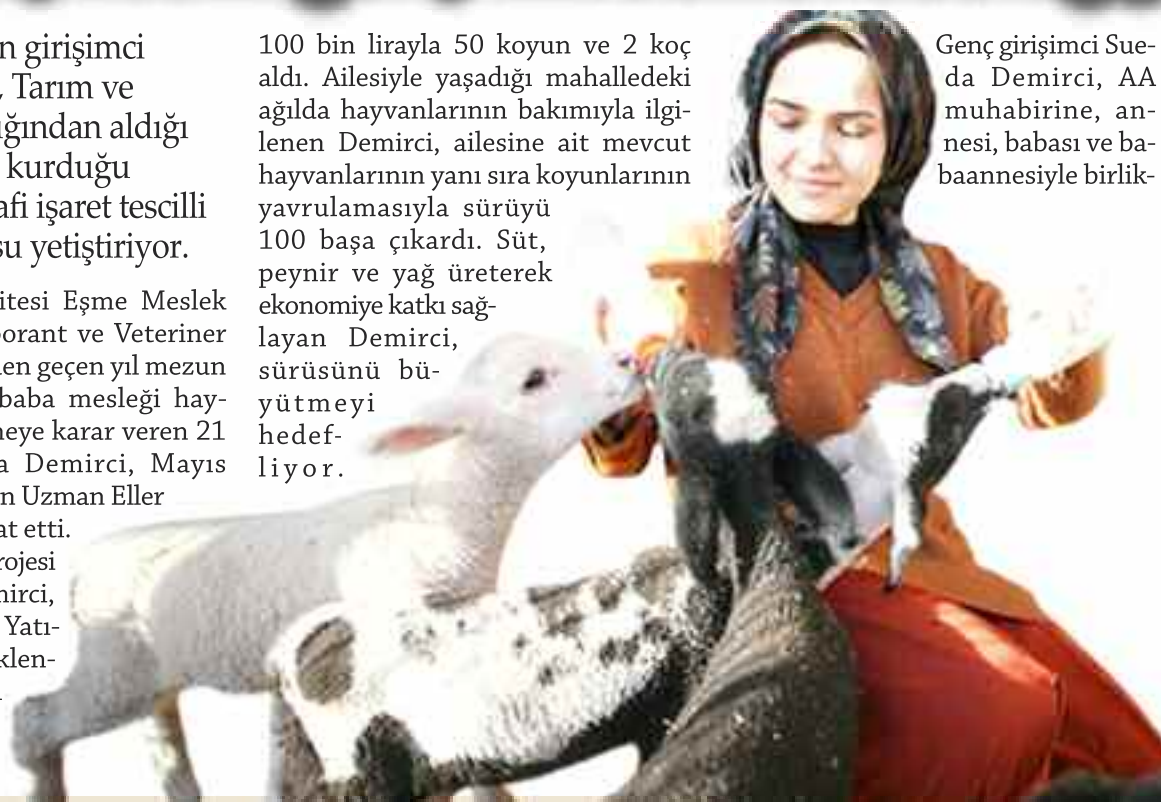 n girişimci
, Tarım ve
ığından aldığı
kurduğu
afi işaret tescilli
su yetiştiriyor.
itesi Eşme Meslek
orant ve Veteriner
den geçen yıl mezun
baba mesleği hay-
meye karar veren 21
a Demirci, Mayıs
n Uzman Eller
at etti.
rojesi
mirci,
Yatı-
klen-
100 bin lirayla 50 koyun ve 2 koç
aldı. Ailesiyle yaşadığı mahalledeki
ağılda hayvanlarının bakımıyla ilgi-
lenen Demirci, ailesine ait mevcut
hayvanlarının yanı sıra koyunlarının
yavrulamasıyla sürüyü
100 başa çıkardı. Süt,
peynir ve yağ üreterek
ekonomiye katkı sağ-
layan Demirci,
sürüsünü bü-
yütmeyi
hedef-
liyor.
Genç girişimci Sue-
da Demirci, AA
muhabirine, an-
nesi, babası ve ba-
baannesiyle birlik-